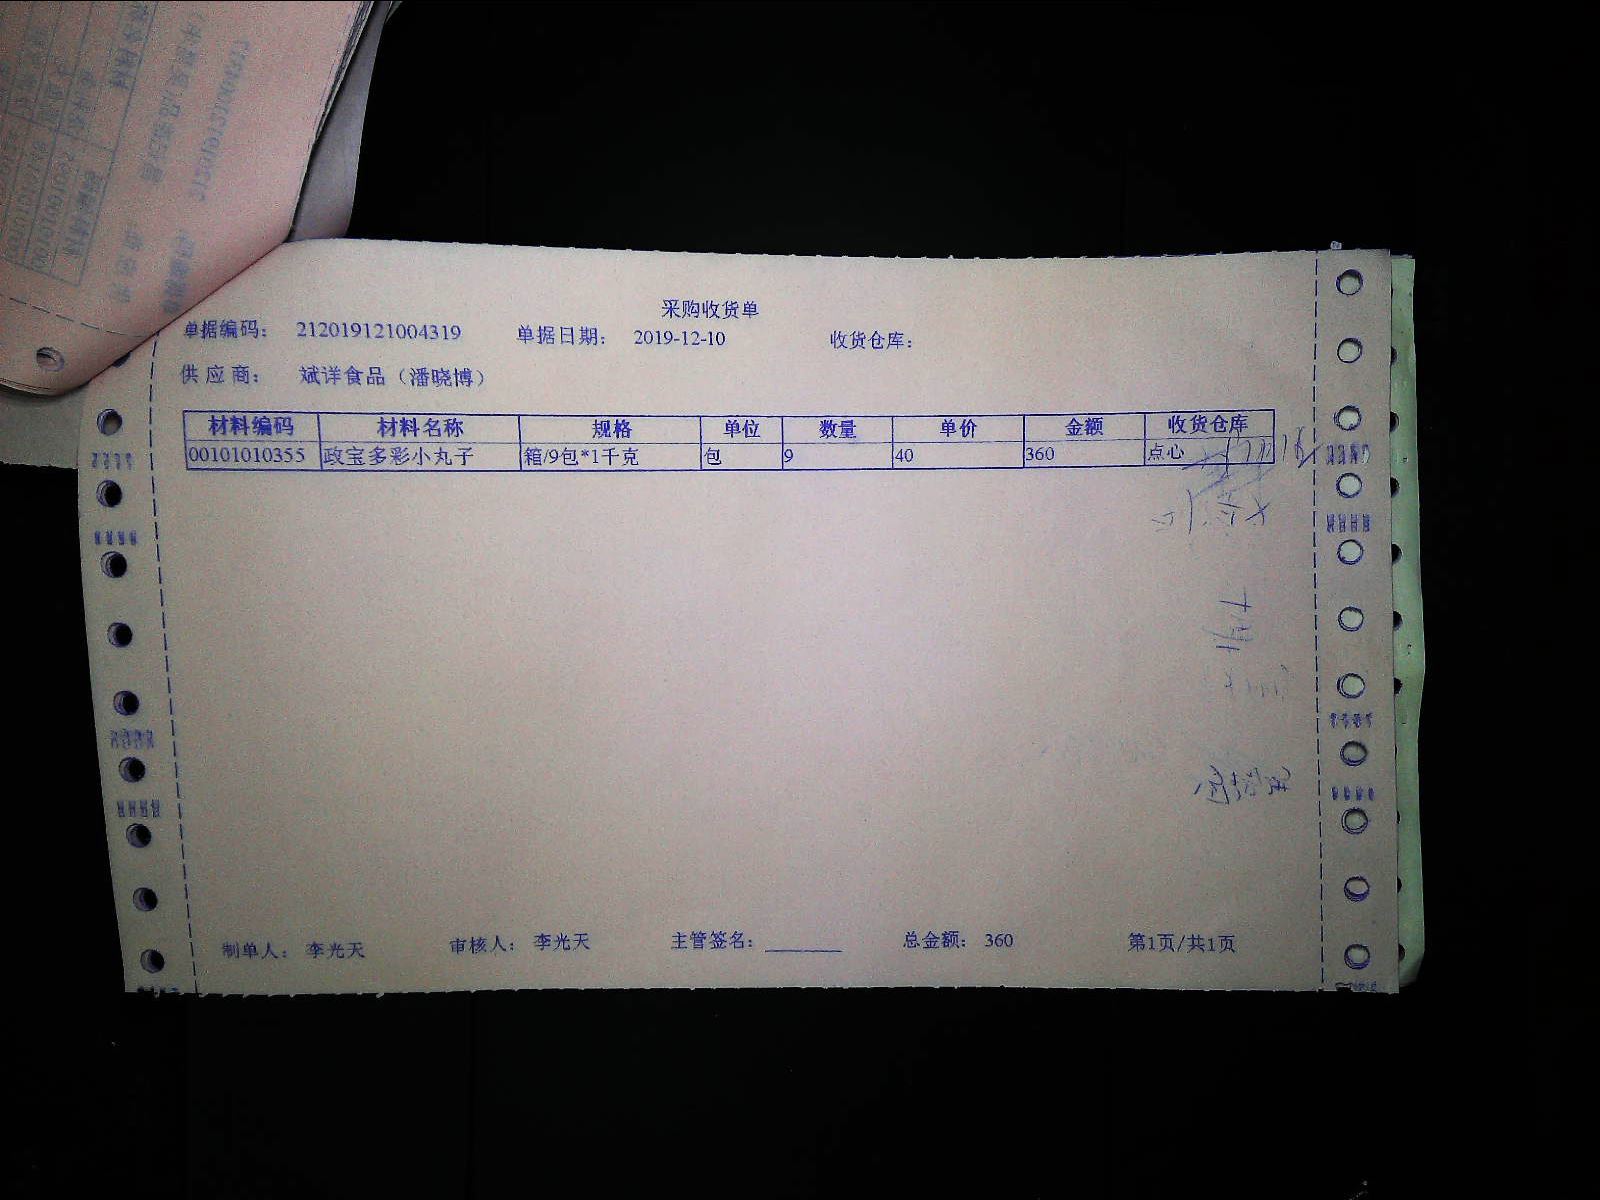 采购收货单
单据编码: 212019121004319 单据日期: 2019-12-10 收货仓库:
供应商: 斌详食品（潘晓博）
材料编码 材料名称 规格 单位 数量 单价 金额 收货仓库
00101010355 政宝多彩小丸子 箱/9包*1千克 包 9 40 360 点心
制单人: 李光天 审核人: 李光天 主管签名: ________ 总金额: 360 第1页/共1页